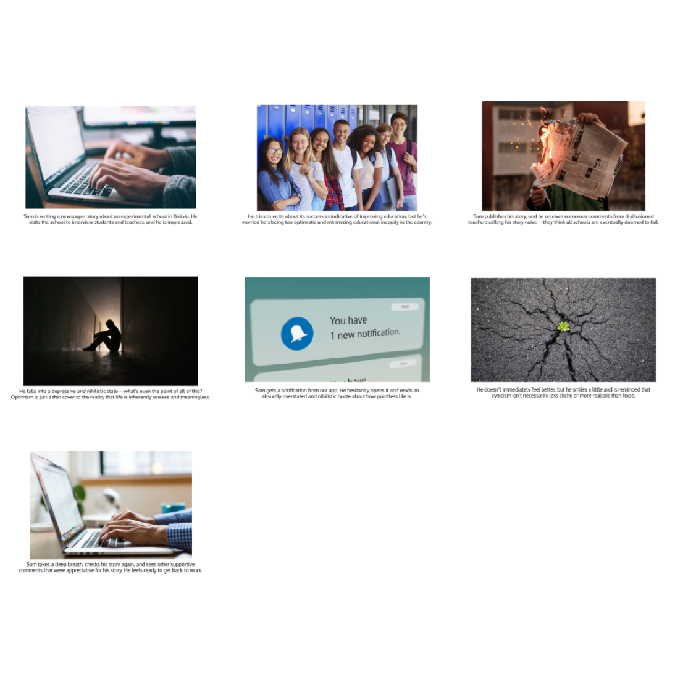 Sam is writing a newspaper story about an experimental school in Bolivia. He
visits the school to interview students and teachers, and he is impressed.
He tries to write about its success as indicative of improving education, but he's
worried he's being too optimistic and minimizing educational inequity in the country.
Sam publishes his story, and he receives numerous comments from disillusioned
teachers calling his story naive—they think all schools are eventually doomed to fail.
He falls into a depressive and nihilistic state—what's even the point of all of this?
Optimism is just a thin cover to the reality that life is inherently useless and meaningless.
You have
1 new notification.
Sam gets a notification from our app. He hesitantly opens it and reads an
absurdly overstated and nihilistic quote about how pointless life is.
He doesn't immediately feel better, but he smiles a little and is reminded that
cynicism isn't necessarily less cliche or more realistic than hope.
Sam takes a deep breath, checks his story again, and sees other supportive
comments that were appreciative for his story. He feels ready to get back to work.